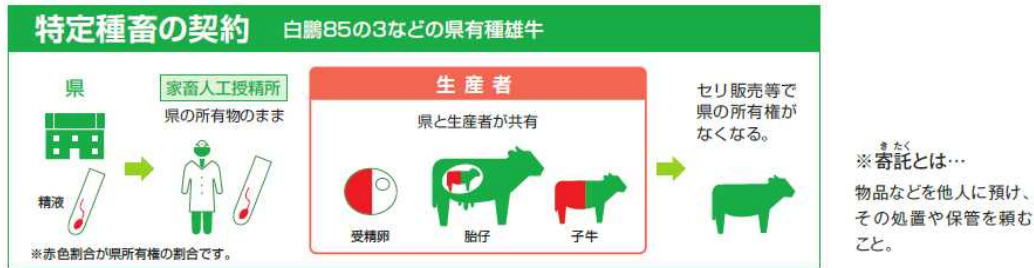 特定種畜の契約 白鵬85の3などの県有種雄牛
県
精液
家畜人工授精所
県の所有物のまま
生産者
県と生産者が共有
受精卵
胎仔
子牛
セリ販売等で
県の所有権が
なくなる。
※赤色割合が県所有権の割合です。
きたく
※寄託とは…
物品などを他人に預け、
その処置や保管を頼む
こと。